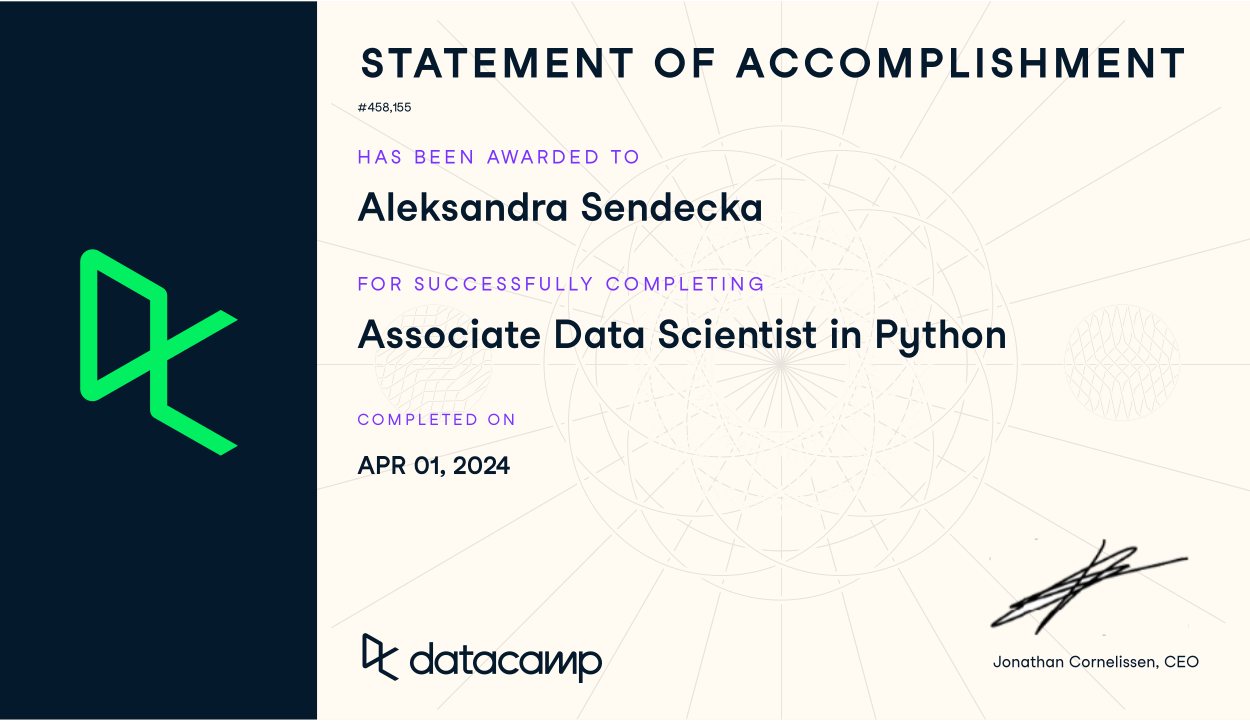 STATEMENT OF ACCOMPLISHMENT
#458,155
HAS BEEN AWARDED TO
Aleksandra Sendecka
FOR SUCCESSFULLY COMPLETING
Associate Data Scientist in Python
COMPLETED ON
APR 01, 2024
datacamp
Jonathan Cornelissen, CEO